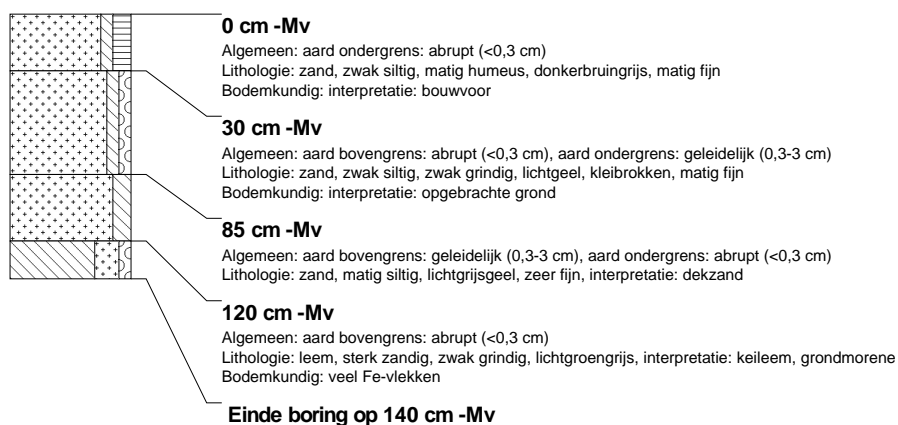 0 cm -Mv
Algemeen: aard ondergrens: abrupt (<0,3 cm)
Lithologie: zand, zwak siltig, matig humeus, donkerbruingrijs, matig fijn
Bodemkundig: interpretatie: bouwvoor
30 cm -Mv
Algemeen: aard bovengrens: abrupt (<0,3 cm), aard ondergrens: geleidelijk (0,3-3 cm)
Lithologie: zand, zwak siltig, zwak grindig, lichtgeel, kleibrokken, matig fijn
Bodemkundig: interpretatie: opgebrachte grond
85 cm -Mv
Algemeen: aard bovengrens: geleidelijk (0,3-3 cm), aard ondergrens: abrupt (<0,3 cm)
Lithologie: zand, matig siltig, lichtgrijsgeel, zeer fijn, interpretatie: dekzand
120 cm -Mv
Algemeen: aard bovengrens: abrupt (<0,3 cm)
Lithologie: leem, sterk zandig, zwak grindig, lichtgroengrijs, interpretatie: keileem, grondmorene
Bodemkundig: veel Fe-vlekken
Einde boring op 140 cm -Mv